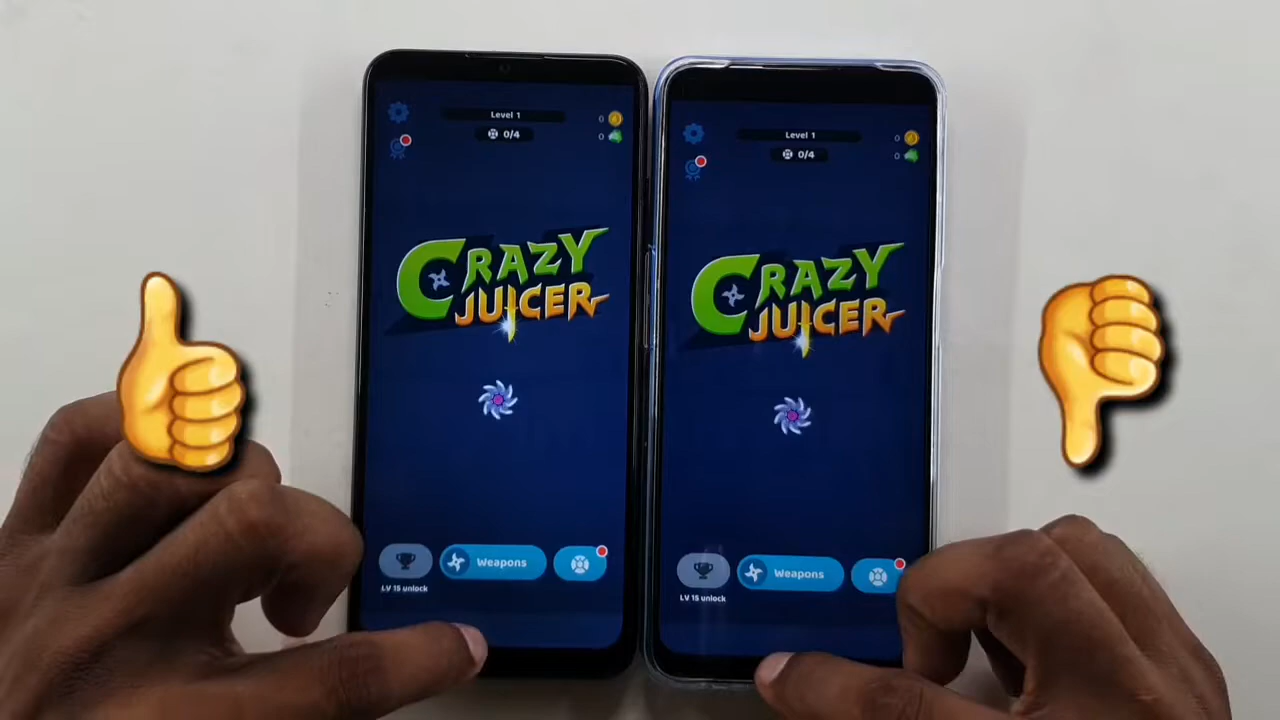 Level 1
0
0/4
0
CRAZY
JUICER
Weapons
LV 15 unlock
Level 1
0
0/4
0
CRAZY
JUICER
Weapons
LV 15 unlock